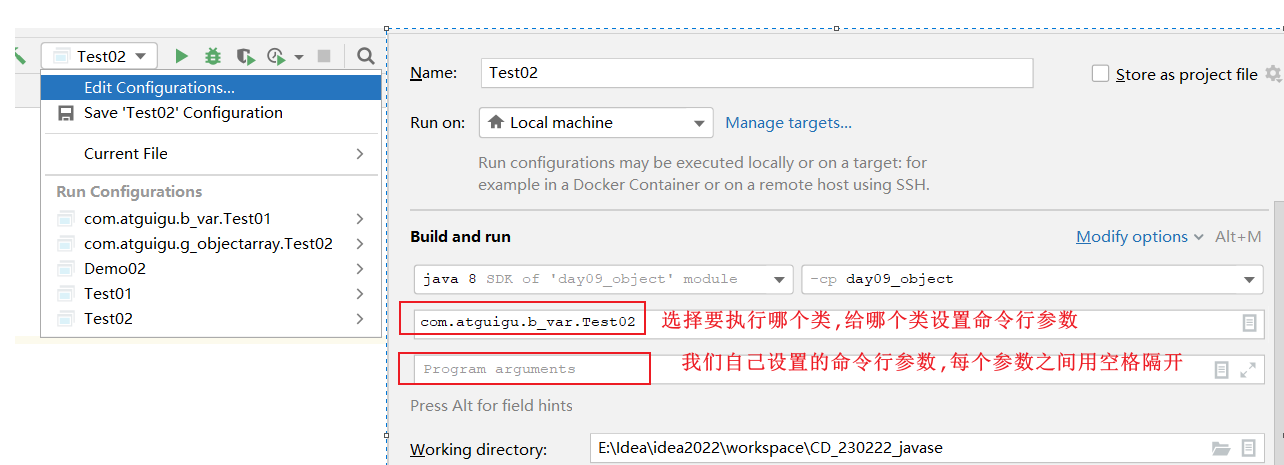 Test02
Edit Configurations...
Save 'Test02' Configuration
Current File
Run Configurations
com.atguigu.b_var.Test01
com.atguigu.g_objectarray.Test02
Demo02
Test01
Test02
Name:
Test02
Store as project file
Run on:
Local machine
Manage targets...
Run configurations may be executed locally or on a target: for
example in a Docker Container or on a remote host using SSH.
Build and run
Modify options
Alt+M
java 8 SDK of 'day09_object' module
-cp day09_object
com.atguigu.b_var.Test02
选择要执行哪个类,给哪个类设置命令行参数
Program arguments
我们自己设置的命令行参数,每个参数之间用空格隔开
Press Alt for field hints
Working directory:
E:\Idea\idea2022\workspace\CD_230222_javase